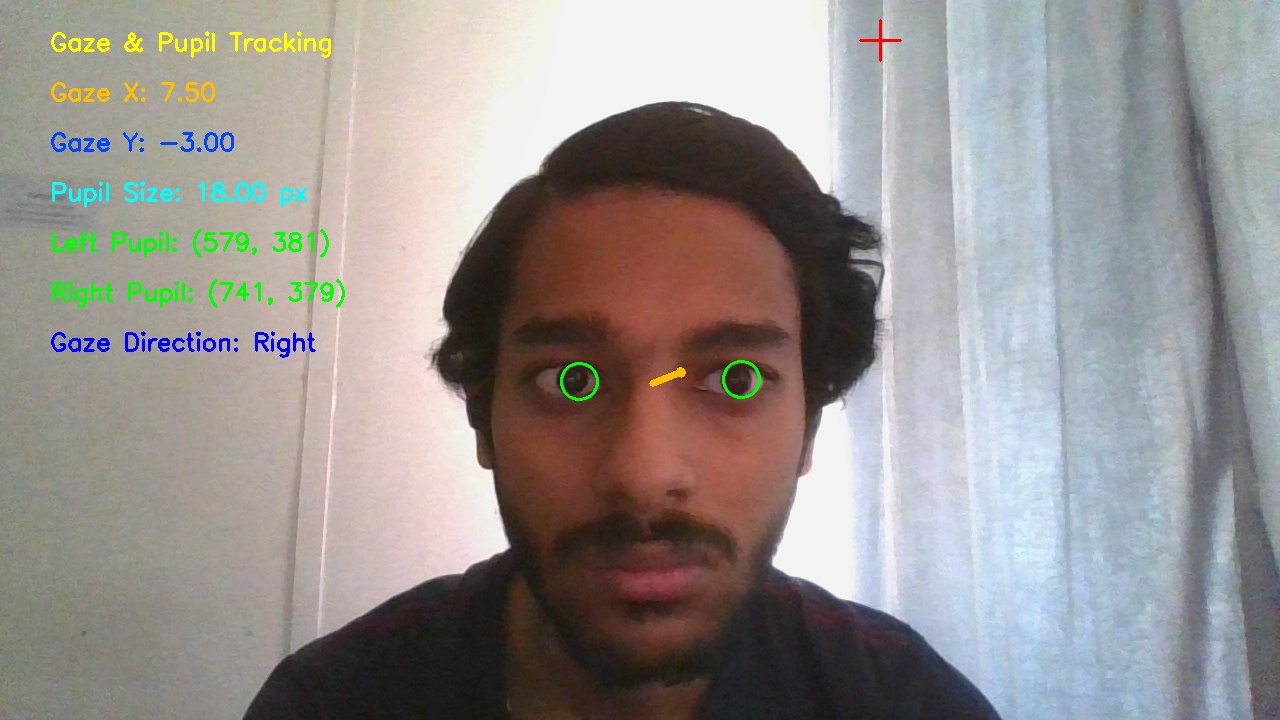 Gaze & Pupil Tracking
Gaze X: 7.50
Gaze Y: -3.00
Pupil Size: 18.00 px
Left Pupil: (579, 381)
Right Pupil: (741, 379)
Gaze Direction: Right